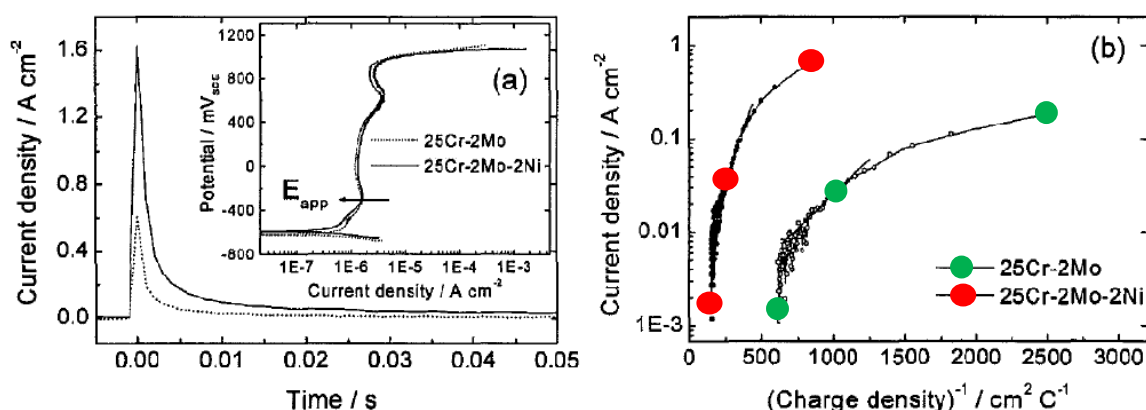 Current density / A cm⁻²
1.6
1.2
0.8
0.4
0.0
0.00
0.01
0.02
0.03
0.04
0.05
Time / s
(a)
Potential / mV_SCE
1200
800
400
0
-400
-800
25Cr-2Mo
25Cr-2Mo-2Ni
E_app
1E-7
1E-6
1E-5
1E-4
1E-3
Current density / A cm⁻²
(b)
Current density / A cm⁻²
1
0.1
0.01
1E-3
25Cr-2Mo
25Cr-2Mo-2Ni
0
500
1000
1500
2000
2500
3000
(Charge density)⁻¹ / cm² C⁻¹